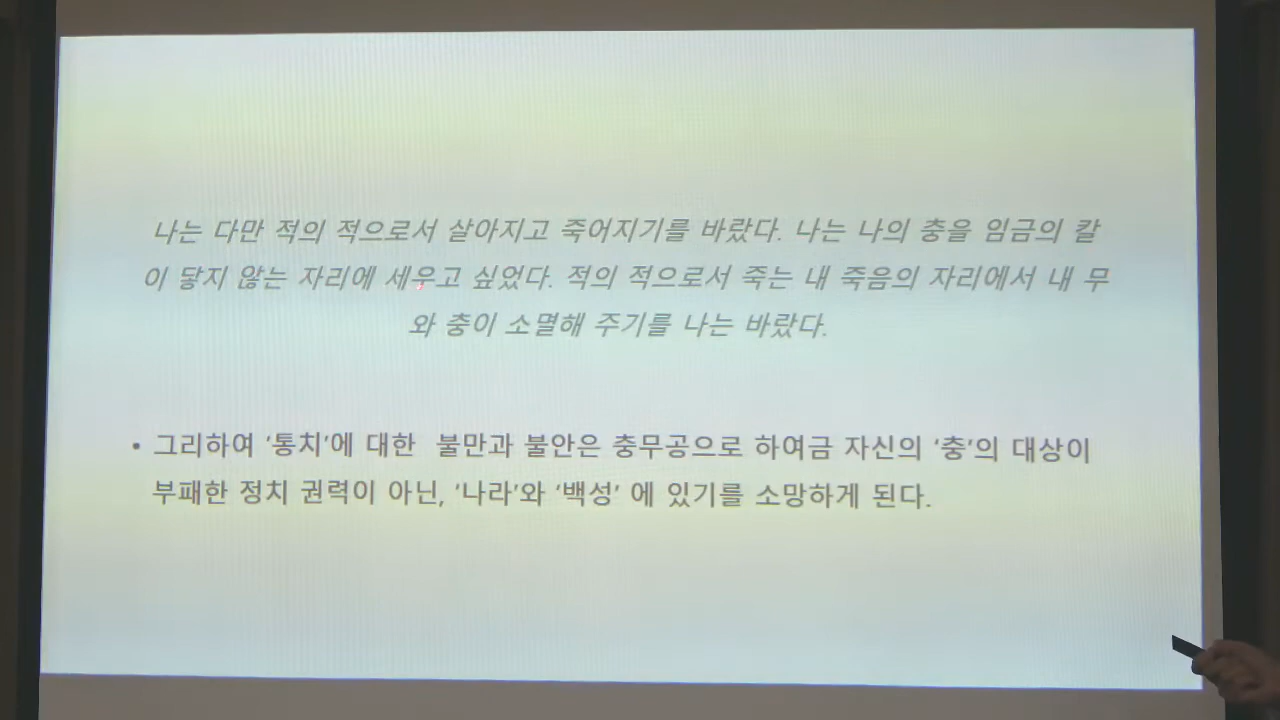 나는 다만 적의 적으로서 살아지고 죽어지기를 바랐다. 나는 나의 충을 임금의 칼
이 닿지 않는 자리에 세우고 싶었다. 적의 적으로서 죽는 내 죽음의 자리에서 내 무
와 충이 소멸해 주기를 나는 바랐다.
• 그리하여 '통치'에 대한 불만과 불안은 충무공으로 하여금 자신의 '충'의 대상이
부패한 정치 권력이 아닌, '나라'와 '백성' 에 있기를 소망하게 된다.